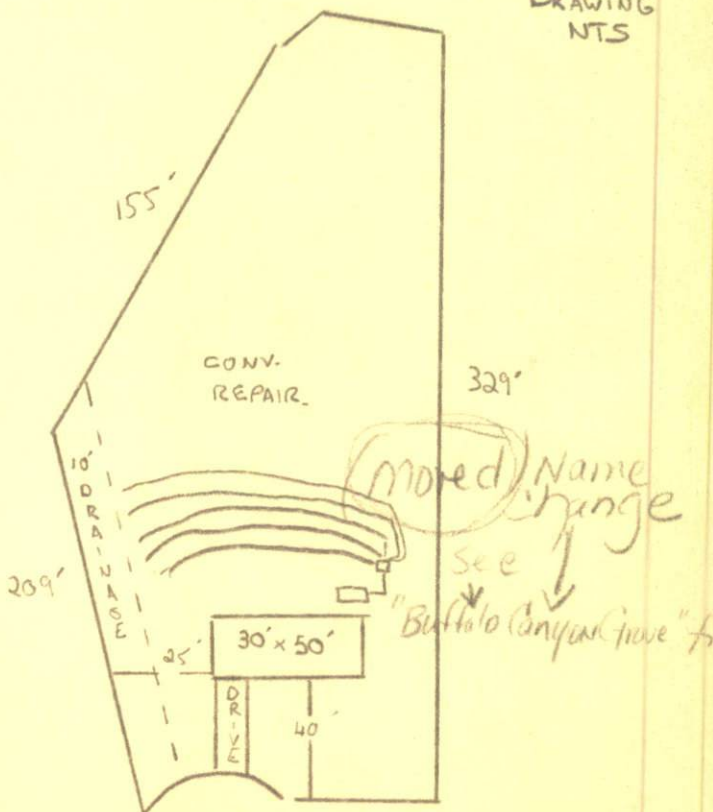 DRAWING
NTS
155'
CONV.
REPAIR.
329'
moved Name
Change
see
10' DRAINAGE
209'
"Buffalo Canyon
30' x 50'
25'
DRIVE
40'